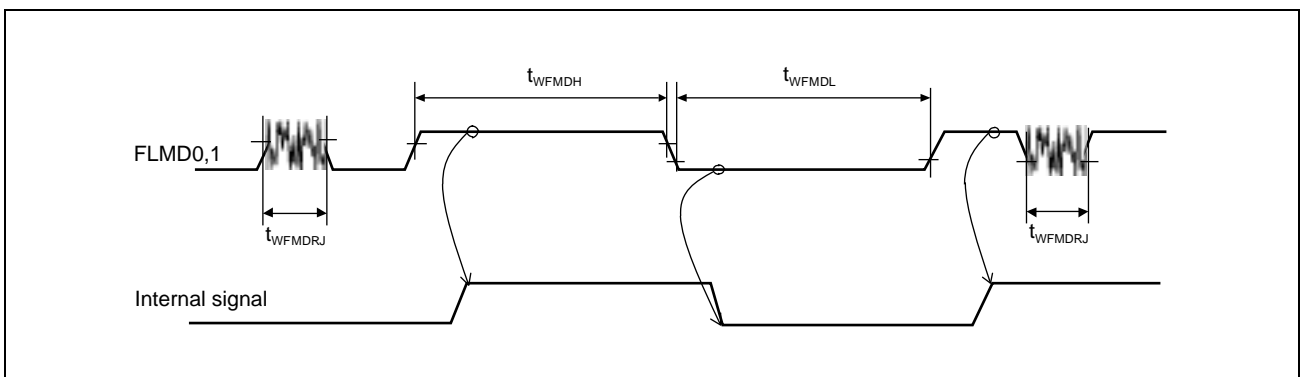 tWFMDH
tWFMDL
FLMD0,1
tWFMDRJ
tWFMDRJ
Internal signal